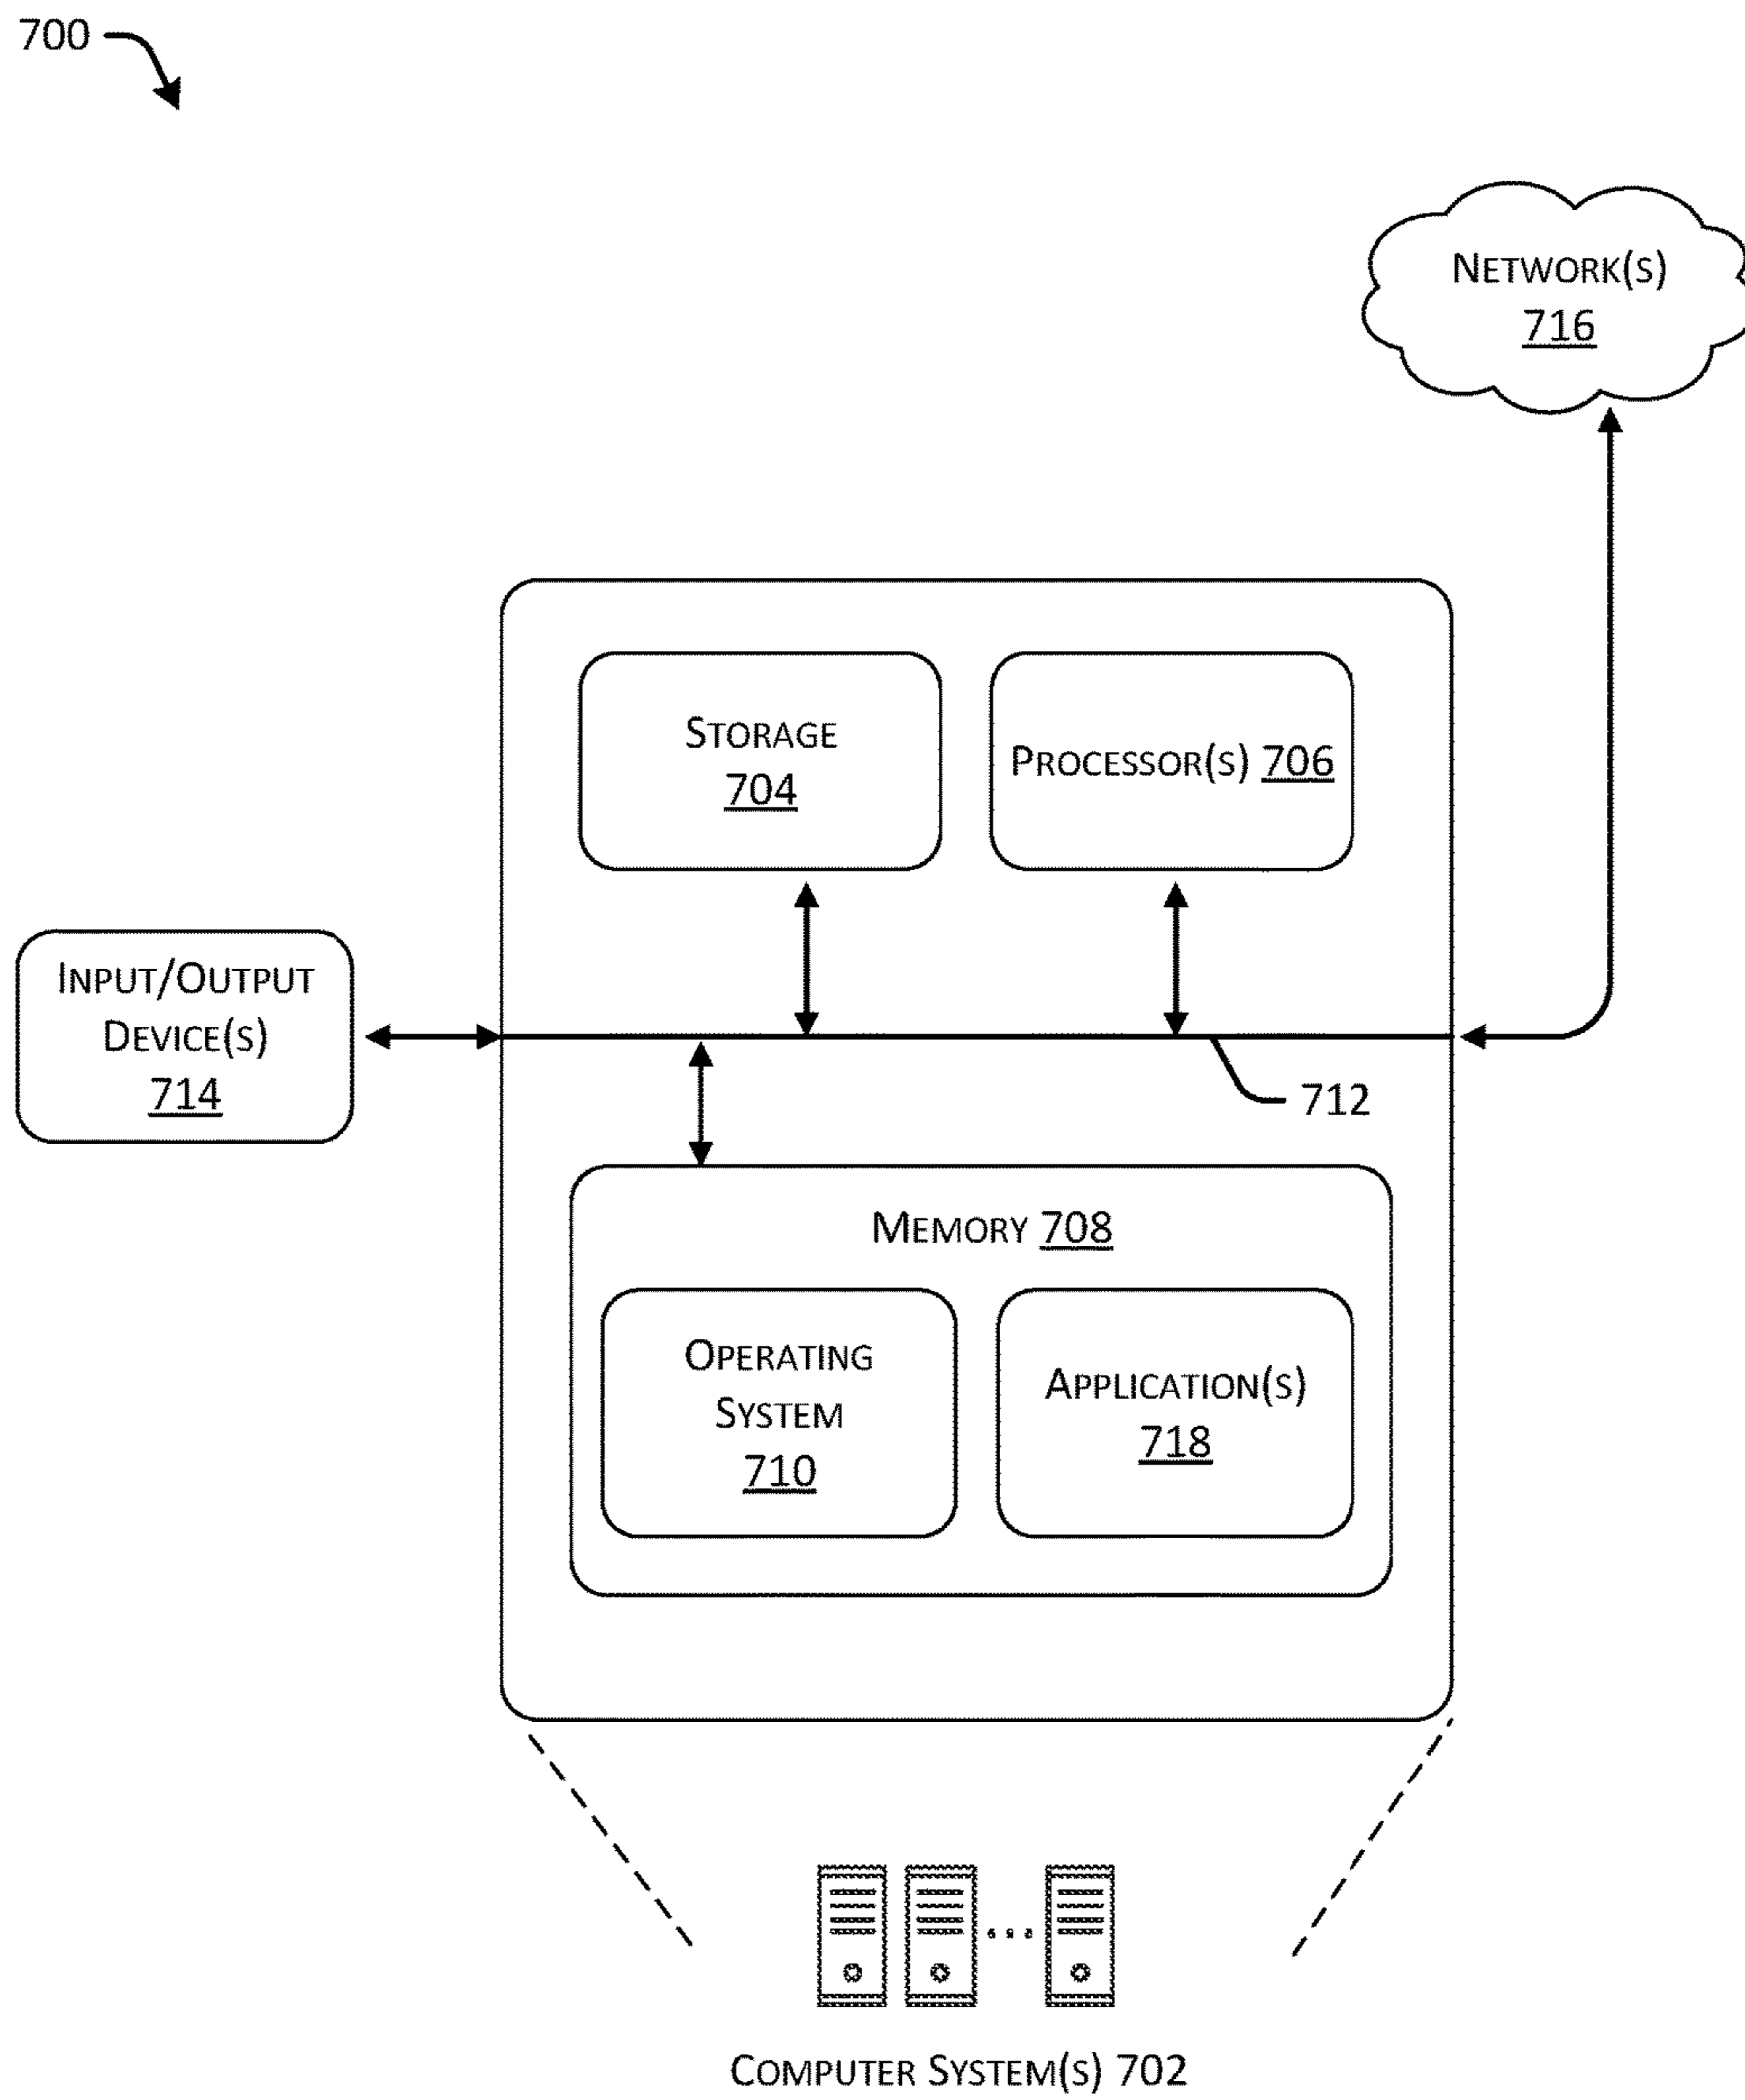 700
NETWORK(S)
716
STORAGE
704
PROCESSOR(S) 706
INPUT/OUTPUT
DEVICE(S)
714
712
MEMORY 708
OPERATING
SYSTEM
710
APPLICATION(S)
718
COMPUTER SYSTEM(S) 702